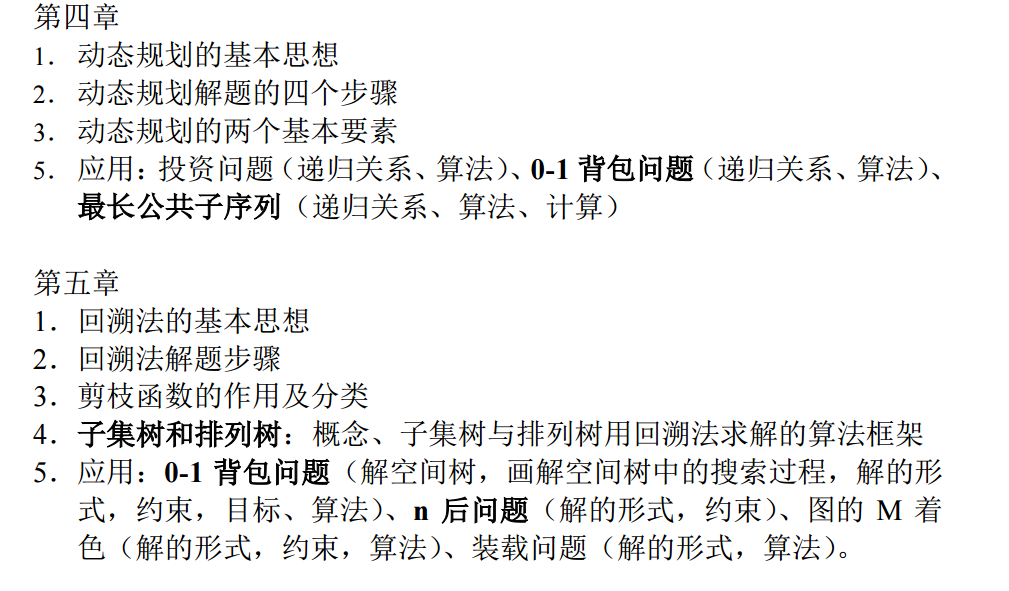 第四章
1． 动态规划的基本思想
2． 动态规划解题的四个步骤
3． 动态规划的两个基本要素
5． 应用：投资问题（递归关系、算法）、0-1 背包问题（递归关系、算法）、
最长公共子序列（递归关系、算法、计算）
第五章
1．回溯法的基本思想
2．回溯法解题步骤
3．剪枝函数的作用及分类
4．子集树和排列树：概念、子集树与排列树用回溯法求解的算法框架
5．应用：0-1 背包问题（解空间树，画解空间树中的搜索过程，解的形
式，约束，目标、算法）、n 后问题（解的形式，约束）、图的 M 着
色（解的形式，约束，算法）、装载问题（解的形式，算法）。